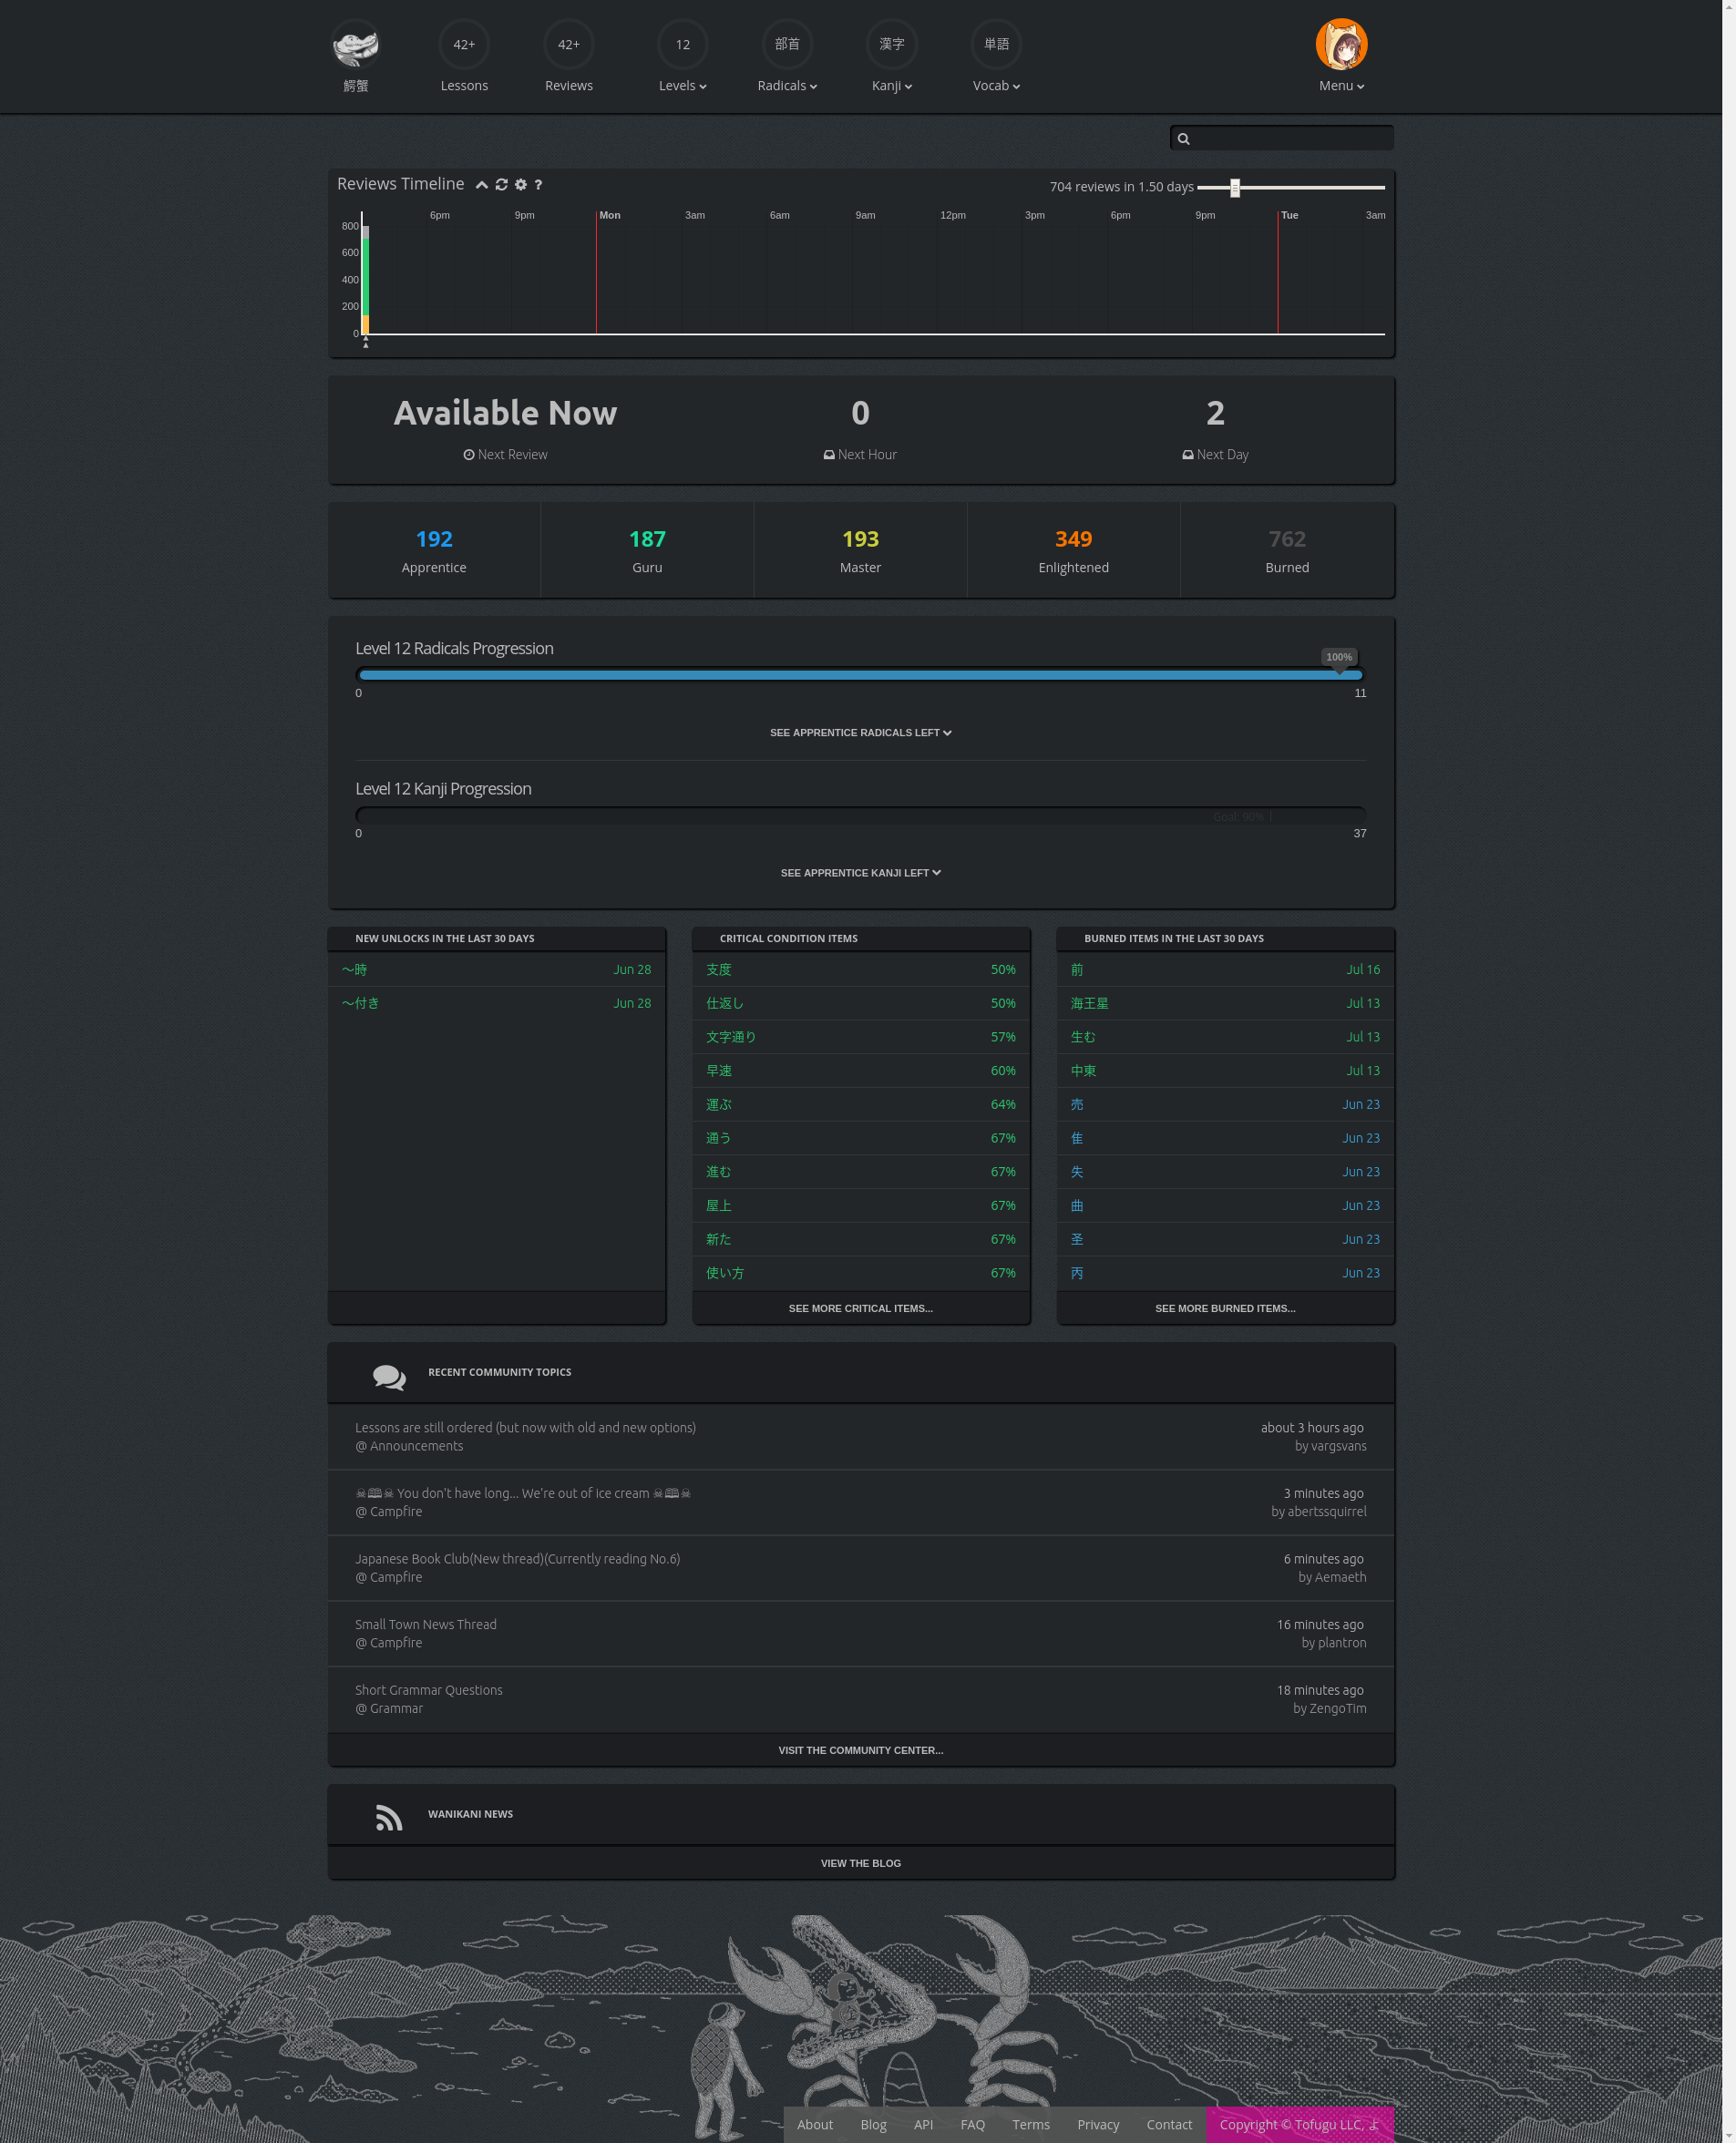 42+ 42+ 12 部首 漢字 単語
鰐蟹 Lessons Reviews Levels Radicals Kanji Vocab Menu
Reviews Timeline ? 704 reviews in 1.50 days
6pm 9pm Mon 3am 6am 9am 12pm 3pm 6pm 9pm Tue 3am
800
600
400
200
0
Available Now 0 2
Next Review Next Hour Next Day
192 187 193 349 762
Apprentice Guru Master Enlightened Burned
Level 12 Radicals Progression
100%
0 11
SEE APPRENTICE RADICALS LEFT
Level 12 Kanji Progression
Goal: 90%
0 37
SEE APPRENTICE KANJI LEFT
NEW UNLOCKS IN THE LAST 30 DAYS
〜時 Jun 28
〜付き Jun 28
CRITICAL CONDITION ITEMS
支度 50%
仕返し 50%
文字通り 57%
早速 60%
運ぶ 64%
通う 67%
進む 67%
屋上 67%
新た 67%
使い方 67%
SEE MORE CRITICAL ITEMS...
BURNED ITEMS IN THE LAST 30 DAYS
前 Jul 16
海王星 Jul 13
生む Jul 13
中東 Jul 13
売 Jun 23
隹 Jun 23
失 Jun 23
曲 Jun 23
圣 Jun 23
丙 Jun 23
SEE MORE BURNED ITEMS...
RECENT COMMUNITY TOPICS
Lessons are still ordered (but now with old and new options) about 3 hours ago
@ Announcements by vargsvans
☠📖☠ You don't have long... We're out of ice cream ☠📖☠ 3 minutes ago
@ Campfire by abertssquirrel
Japanese Book Club(New thread)(Currently reading No.6) 6 minutes ago
@ Campfire by Aemaeth
Small Town News Thread 16 minutes ago
@ Campfire by plantron
Short Grammar Questions 18 minutes ago
@ Grammar by ZengoTim
VISIT THE COMMUNITY CENTER...
WANIKANI NEWS
VIEW THE BLOG
About Blog API FAQ Terms Privacy Contact Copyright © Tofugu LLC, よ